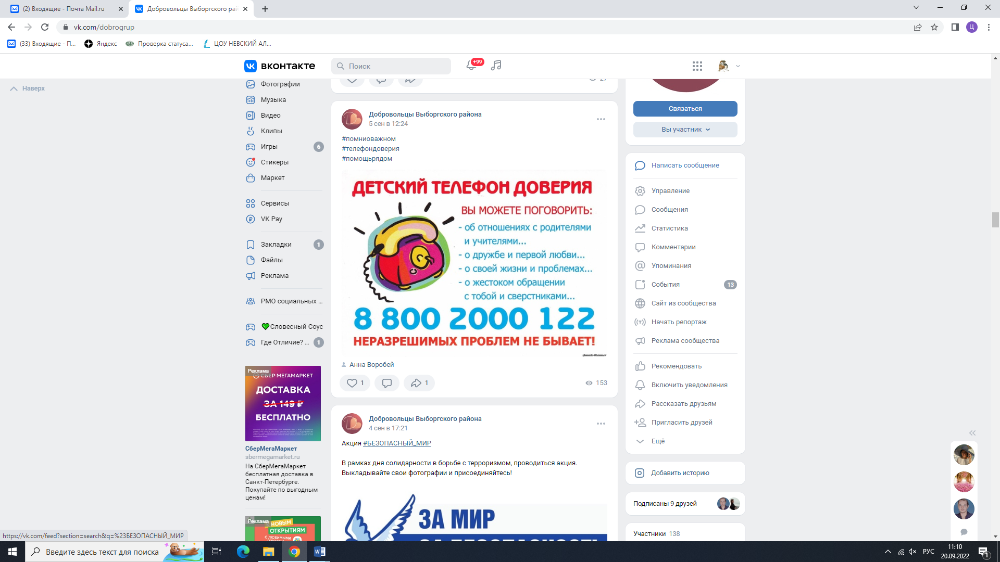 (2) Входящие - Почта Mail.ru
Добровольцы Выборгского рай
vk.com/dobrogrup
(33) Входящие - П...
Яндекс
Проверка статуса...
ЦОУ НЕВСКИЙ АЛ...
Ц
вконтакте
Поиск
+99
Наверх
Фотографии
Музыка
Видео
Клипы
Игры 6
Стикеры
Маркет
Сервисы
VK Pay
Закладки 1
Файлы
Реклама
РМО социальных ...
Словесный Соус
Где Отличие? ... 1
Реклама
СБЕР МЕГАМАРКЕТ
ДОСТАВКА
ЗА 149 ₽
БЕСПЛАТНО
СберМегаМаркет
sbermegamarket.ru
На СберМегаМаркет
бесплатная доставка в
Санкт-Петербурге.
Покупайте по выгодным
ценам!
Реклама
НОВЫМ
ОТКРЫТИЯМ
С ЛЮБИМЫМИ
27
Добровольцы Выборгского района
5 сен в 12:24
#помниоважном
#телефондоверия
#помощьрядом
ДЕТСКИЙ ТЕЛЕФОН ДОВЕРИЯ
ВЫ МОЖЕТЕ ПОГОВОРИТЬ:
- об отношениях с родителями
и учителями...
- о дружбе и первой любви...
- о своей жизни и проблемах...
- о жестоком обращении
с тобой и сверстниками...
8 800 2000 122
НЕРАЗРЕШИМЫХ ПРОБЛЕМ НЕ БЫВАЕТ!
Анна Воробей
1
1
153
Добровольцы Выборгского района
4 сен в 17:21
Акция #БЕЗОПАСНЫЙ_МИР
В рамках дня солидарности в борьбе с терроризмом, проводиться акция.
Выкладывайте свои фотографии и присоединяйтесь!
ЗА МИР
ЗА БЕЗОПАСНОСТЬ
Связаться
Вы участник
Написать сообщение
Управление
Сообщения
Статистика
Комментарии
Упоминания
События 13
Сайт из сообщества
Начать репортаж
Реклама сообщества
Рекомендовать
Включить уведомления
Рассказать друзьям
Пригласить друзей
Ещё
Добавить историю
Подписаны 9 друзей
Участники 138
https://vk.com/feed?section=search&q=%23БЕЗОПАСНЫЙ_МИР
Введите здесь текст для поиска
РУС
11:10
20.09.2022
1